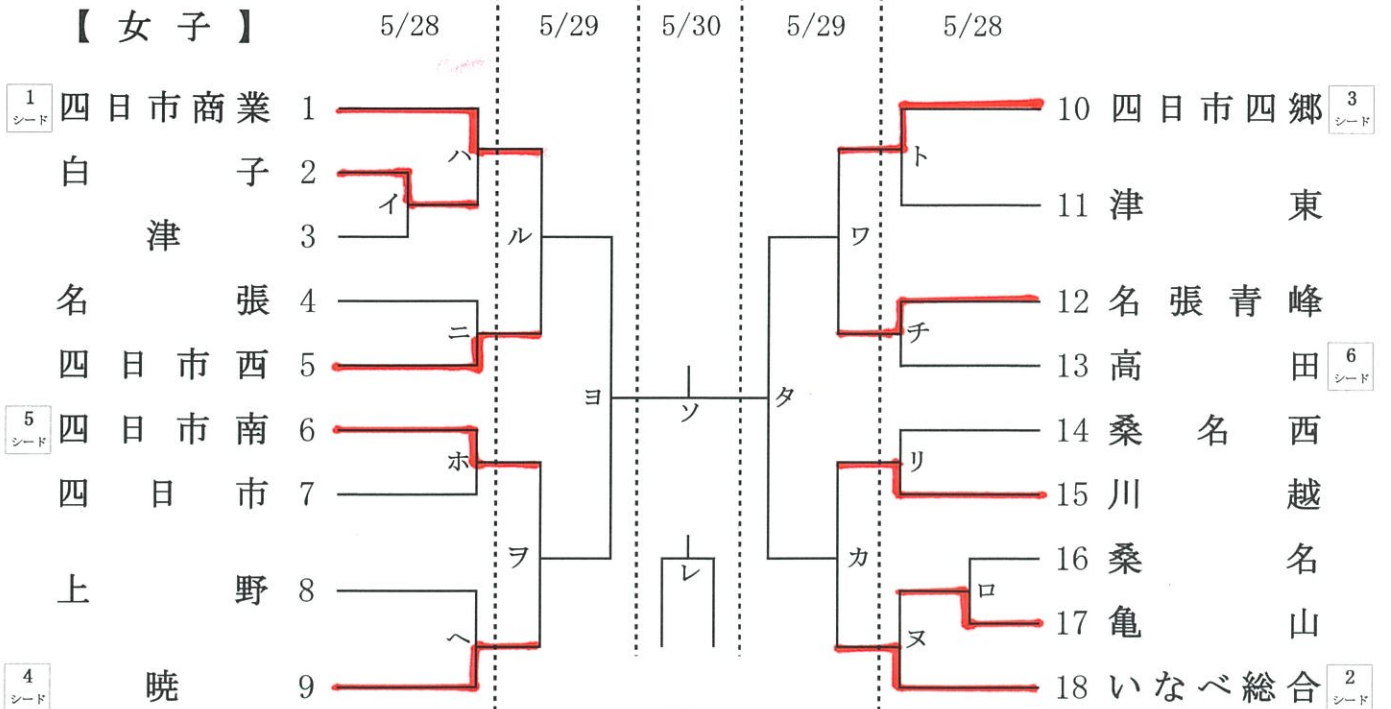 【女子】 5/28 5/29 5/30 5/29 5/28
1 シード 四日市商業 1 10 四日市四郷 3 シード
ハ ト
白子 2
イ 11 津東
津 3 ル ワ
名張 4 12 名張青峰
ニ チ
四日市西 5 13 高田 6 シード
ヨ ソ タ
5 シード 四日市南 6 14 桑名西
ホ リ
四日市 7 15 川越
ヲ レ カ 16 桑名
上野 8 ロ
17 亀山
ヘ ヌ
4 シード 暁 9 18 いなべ総合 2 シード